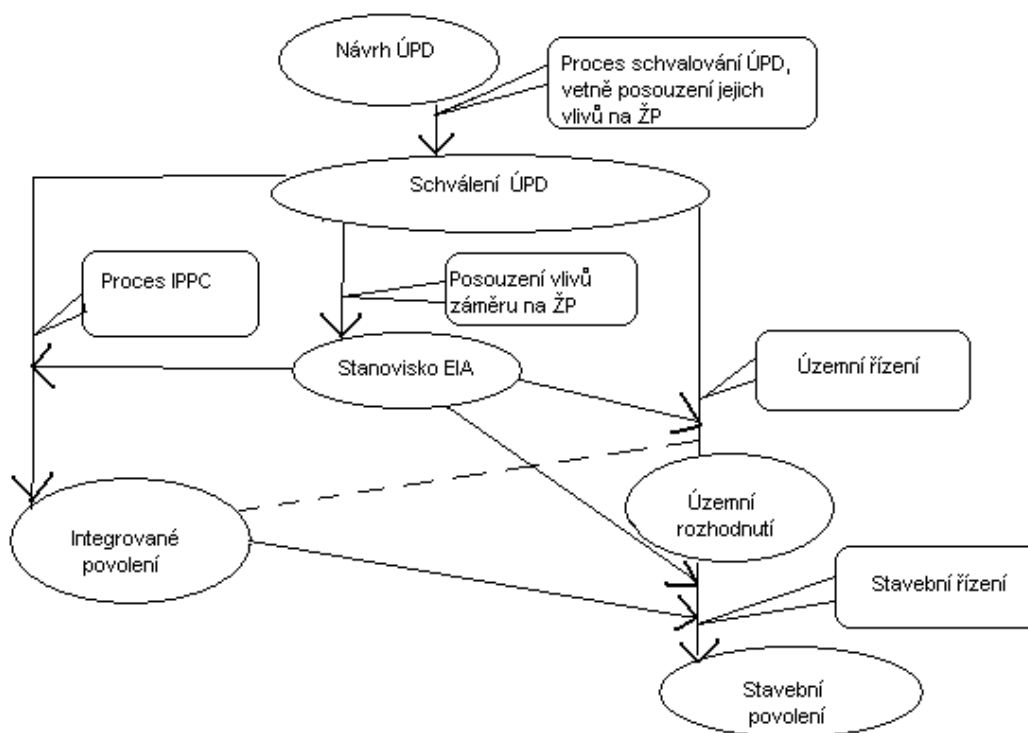 Návrh ÚPD
Proces schvalování ÚPD,
vetně posouzení jejich
vlivů na ŽP
Schválení ÚPD
Proces IPPC
Posouzení vlivů
záměru na ŽP
Stanovisko EIA
Územní řízení
Integrované
povolení
Územní
rozhodnutí
Stavební řízení
Stavební
povolení